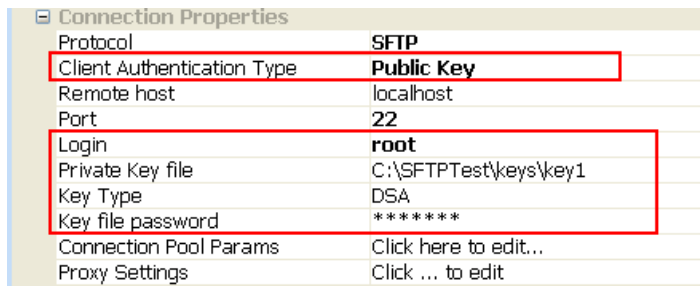 Connection Properties
Protocol SFTP
Client Authentication Type Public Key
Remote host localhost
Port 22
Login root
Private Key file C:\SFTPTest\keys\key1
Key Type DSA
Key file password *******
Connection Pool Params Click here to edit...
Proxy Settings Click ... to edit